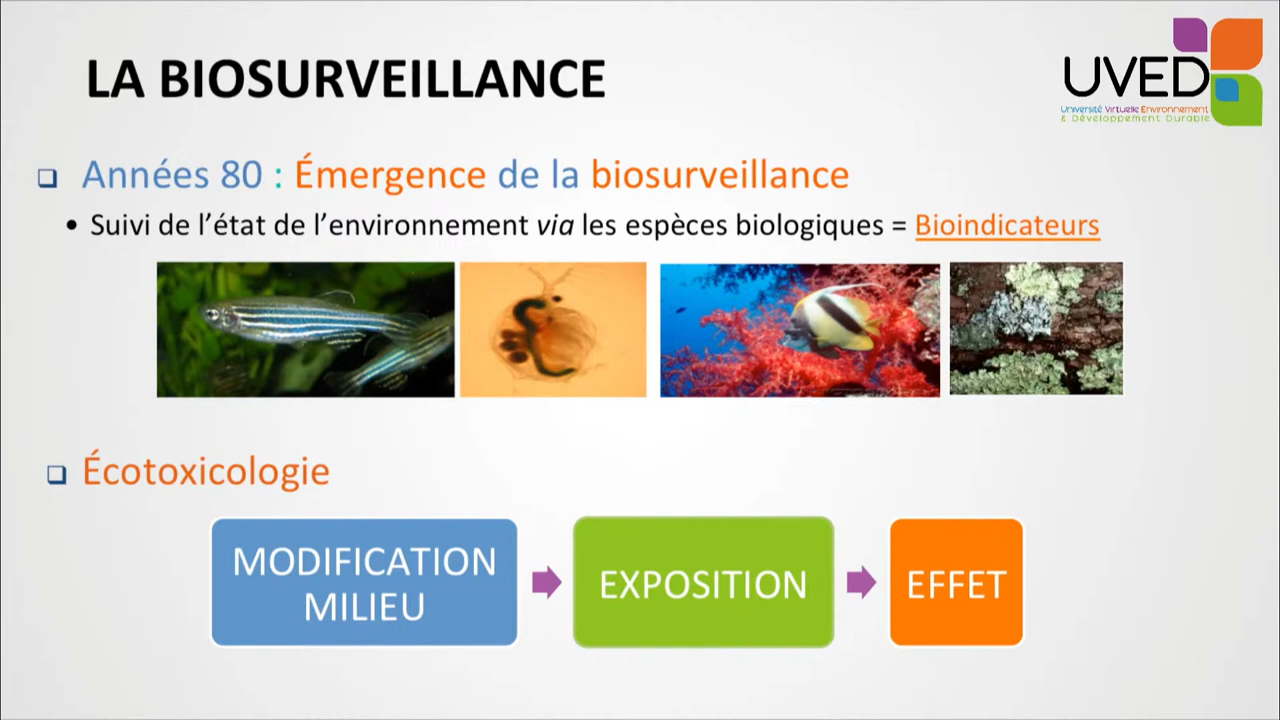 LA BIOSURVEILLANCE
UVED
Université Virtuelle Environnement
& Développement Durable
Années 80 : Émergence de la biosurveillance
• Suivi de l’état de l’environnement via les espèces biologiques = Bioindicateurs
Écotoxicologie
MODIFICATION
MILIEU
EXPOSITION
EFFET